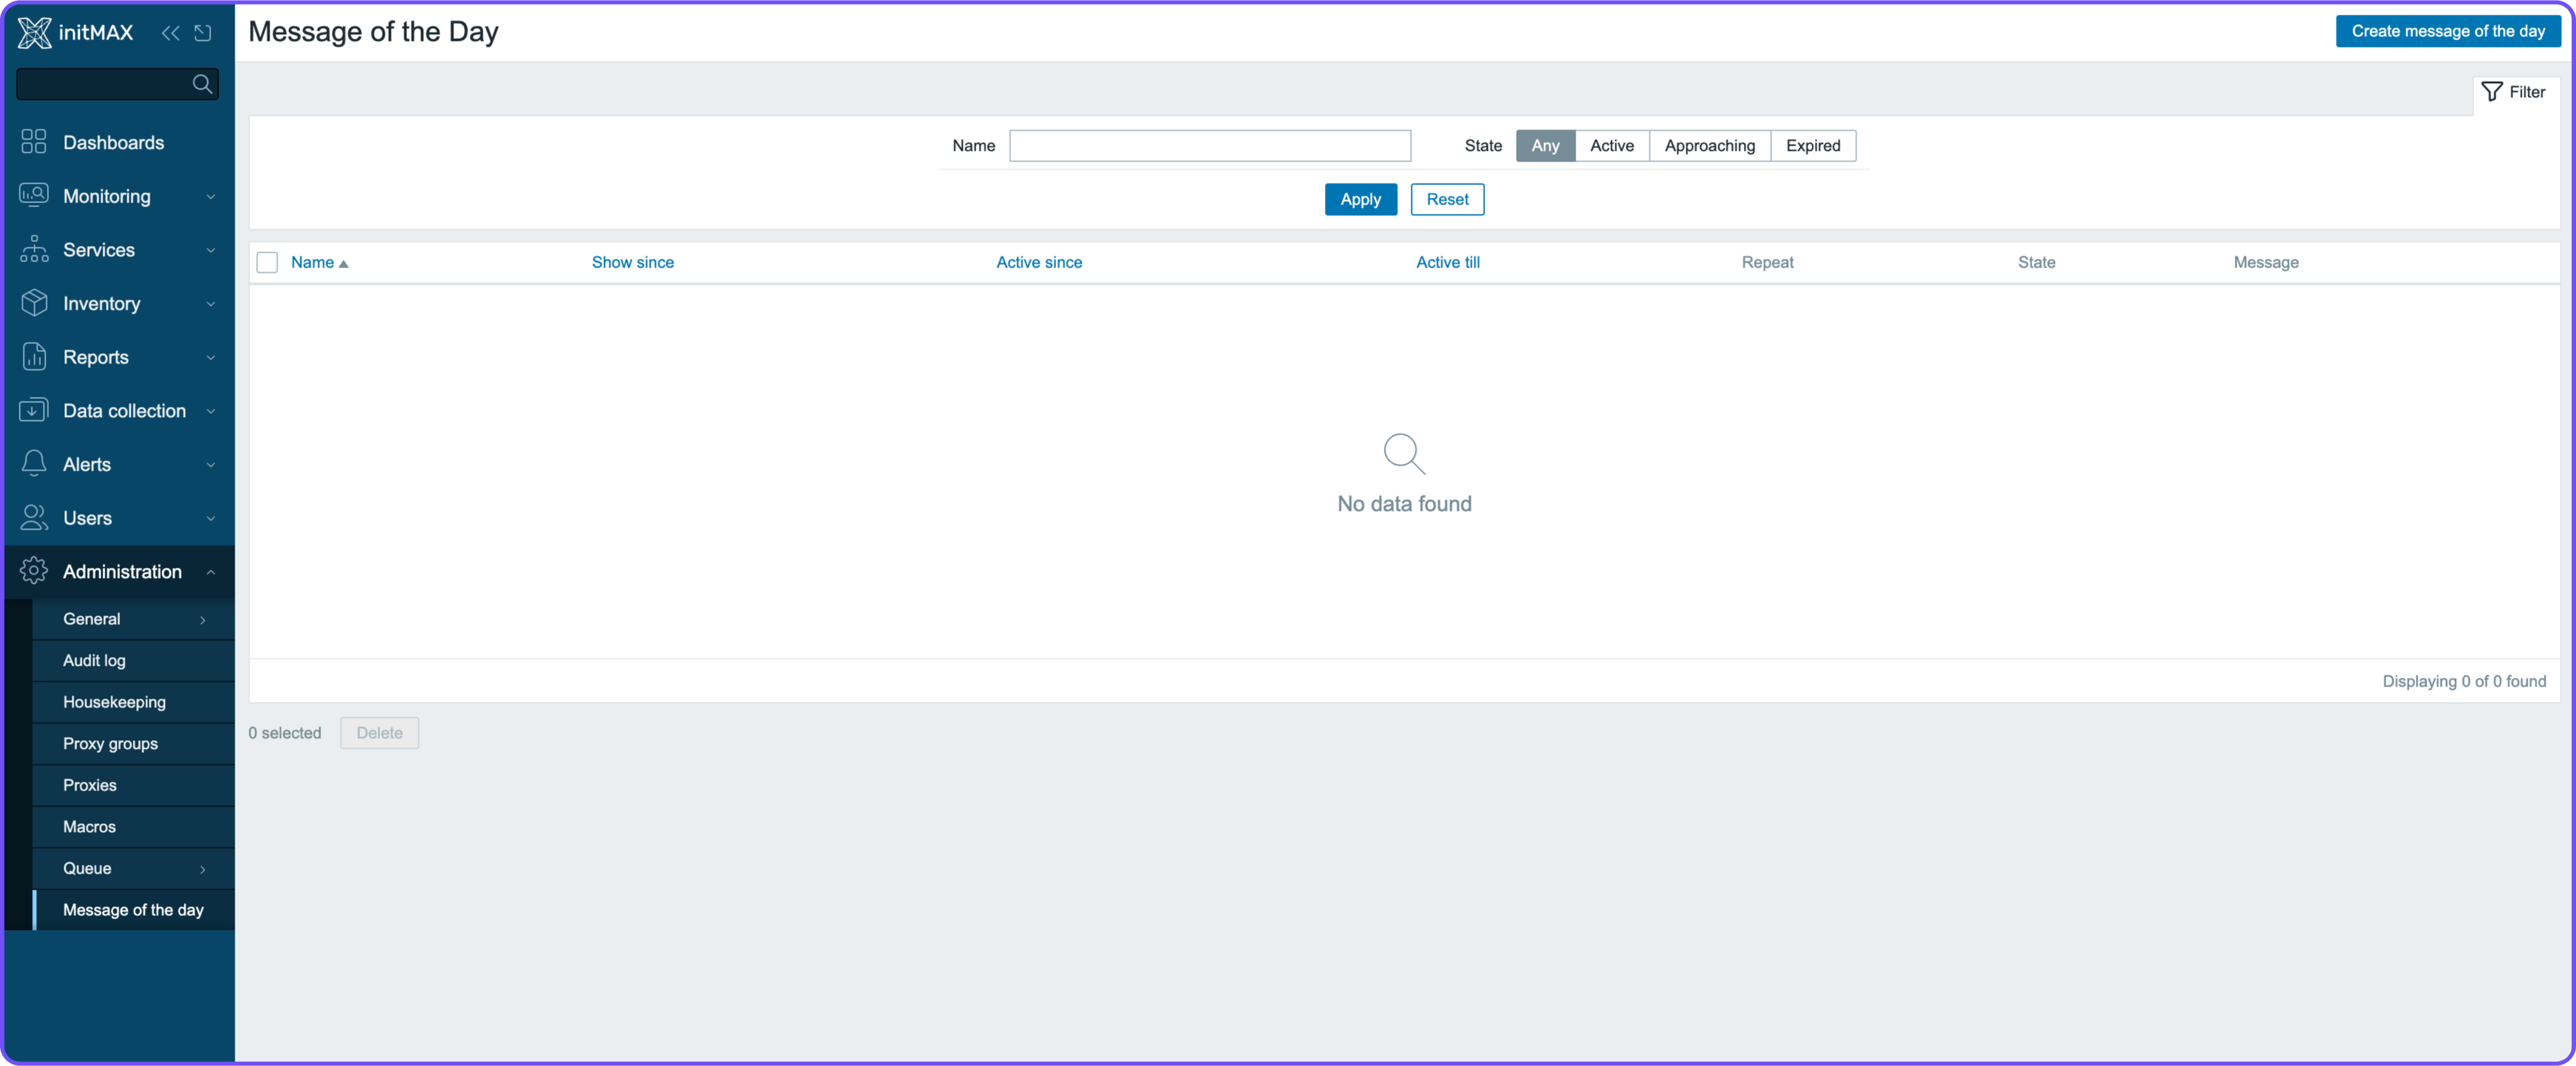 initMAX
Message of the Day
Create message of the day
Filter
Name
State
Any
Active
Approaching
Expired
Apply
Reset
Dashboards
Monitoring
Services
Inventory
Reports
Data collection
Alerts
Users
Administration
General
Audit log
Housekeeping
Proxy groups
Proxies
Macros
Queue
Message of the day
Name
Show since
Active since
Active till
Repeat
State
Message
No data found
Displaying 0 of 0 found
0 selected
Delete